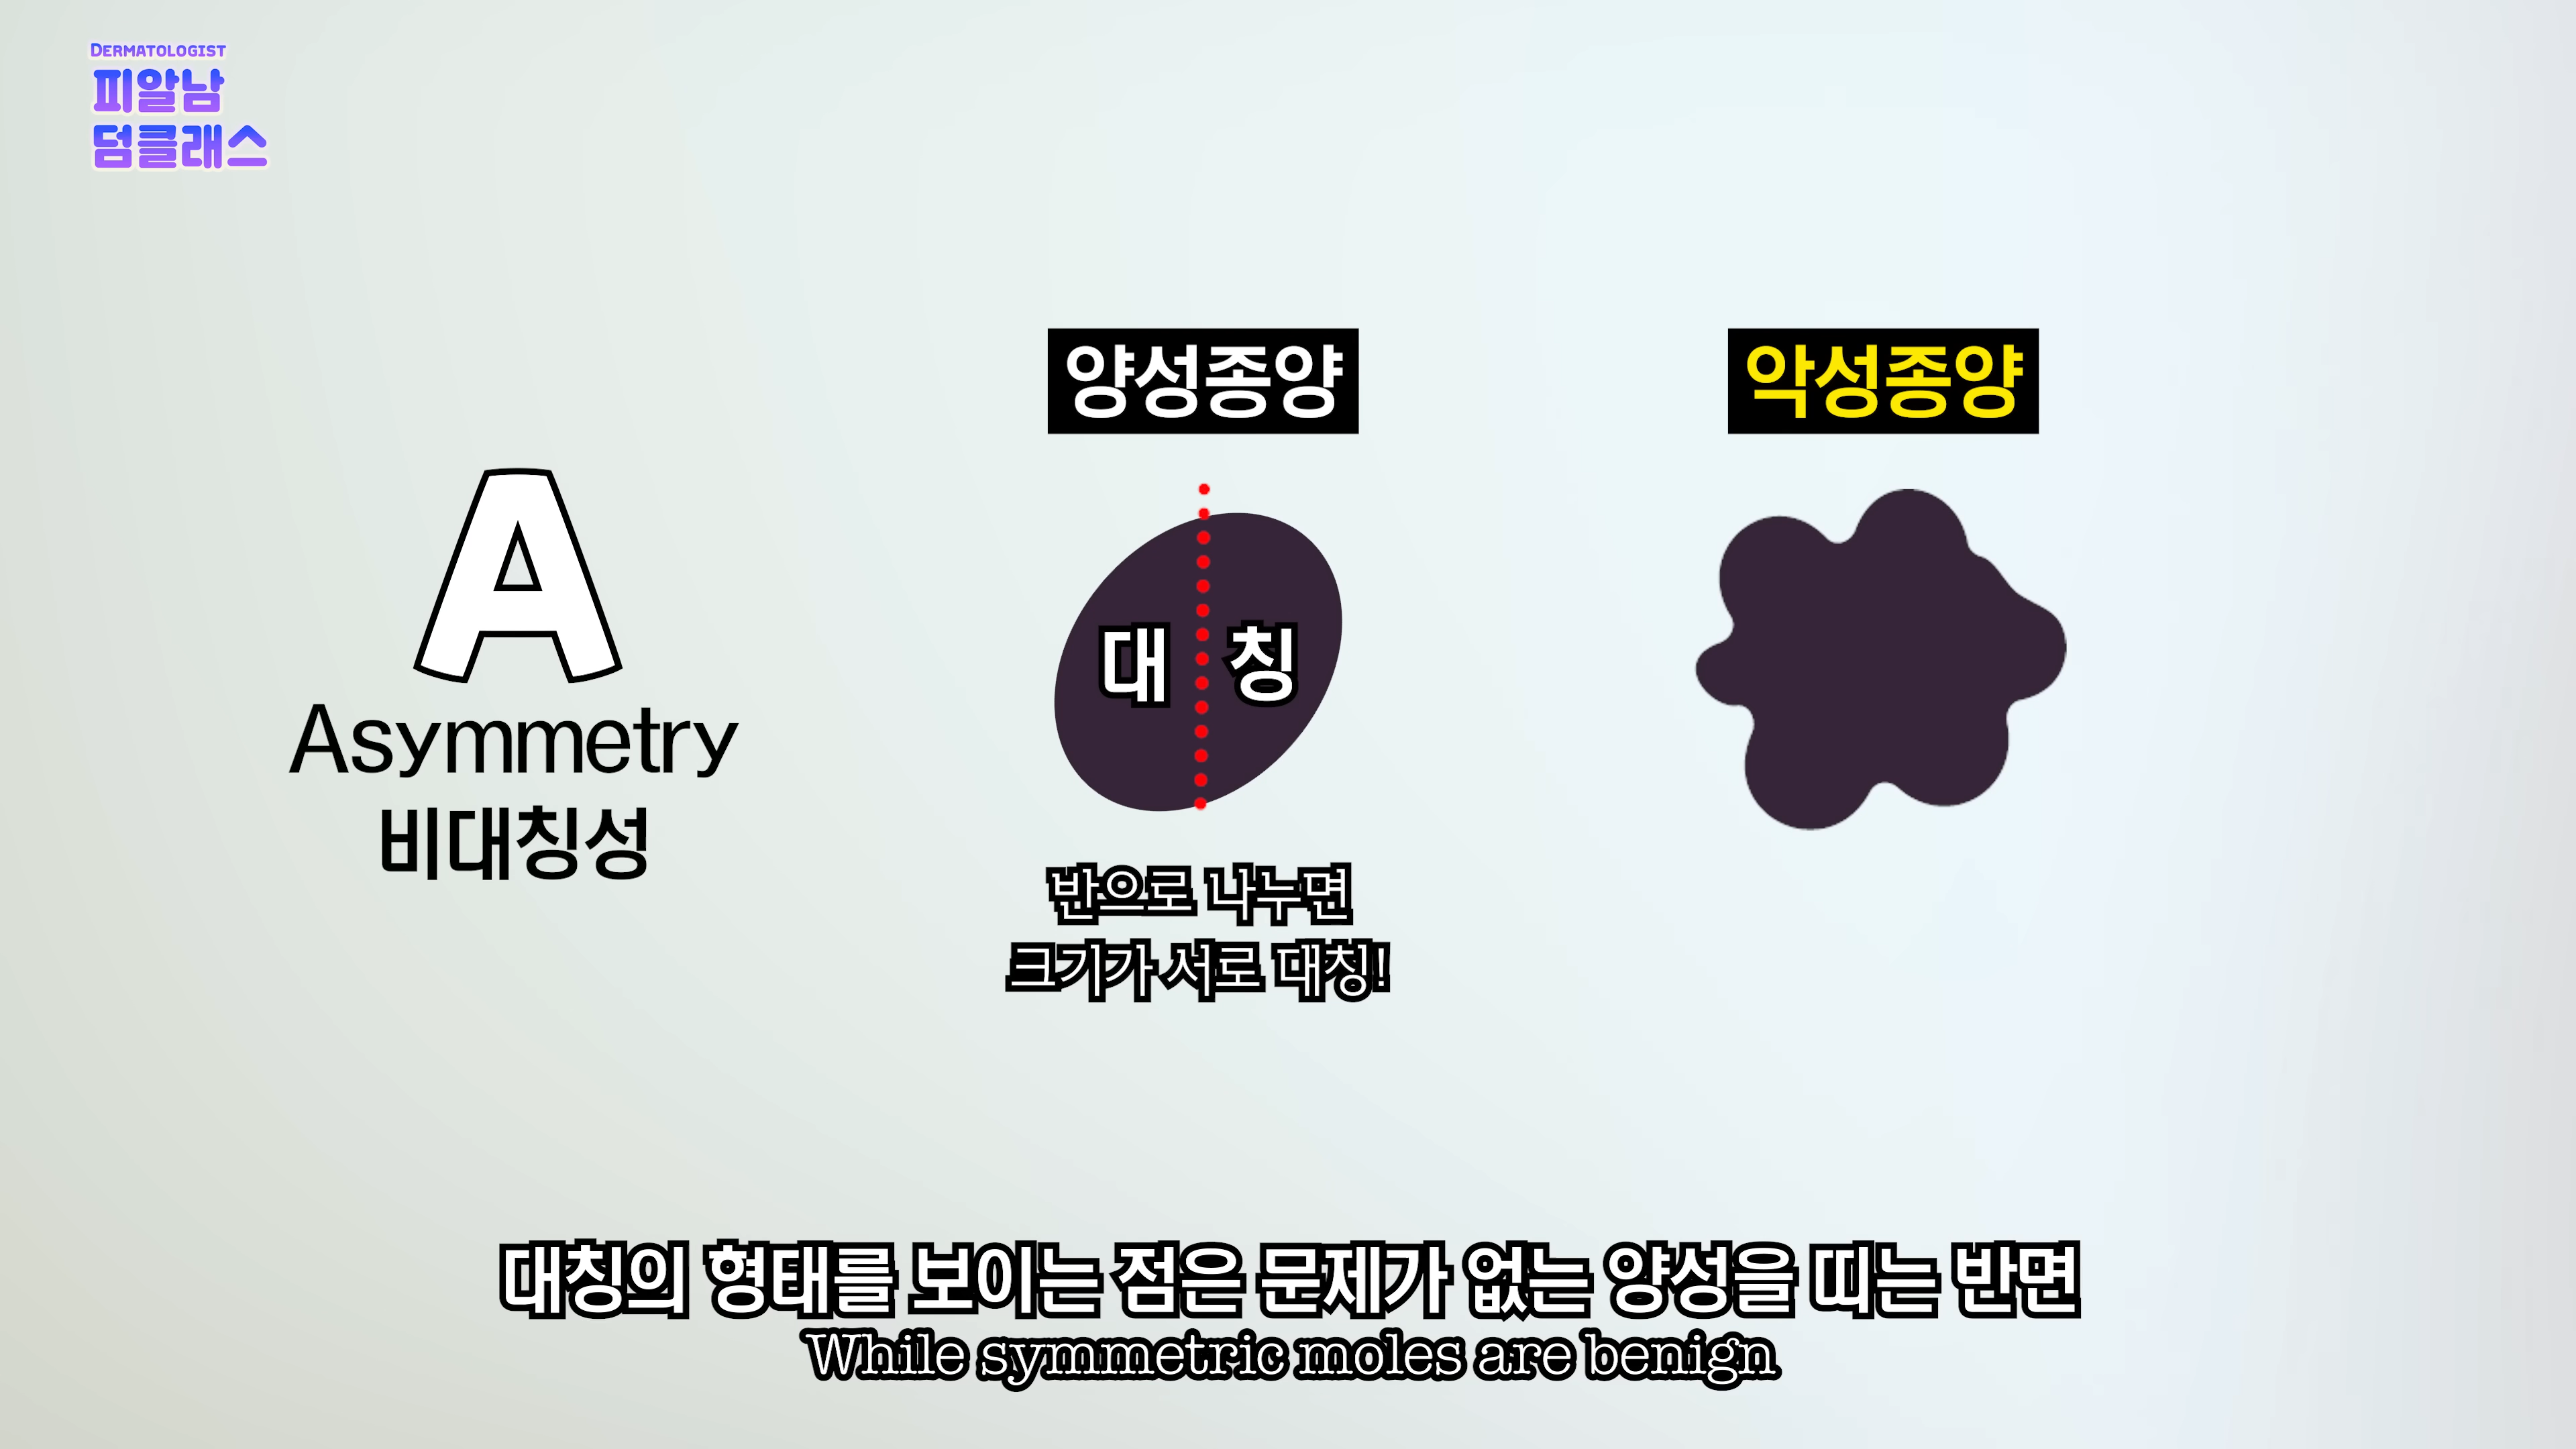 DERMATOLOGIST
피알남
덤클래스
양성종양
악성종양
A
Asymmetry
비대칭성
대 칭
반으로 나누면
크기가 서로 대칭!
대칭의 형태를 보이는 점은 문제가 없는 양성을 띠는 반면
While symmetric moles are benign